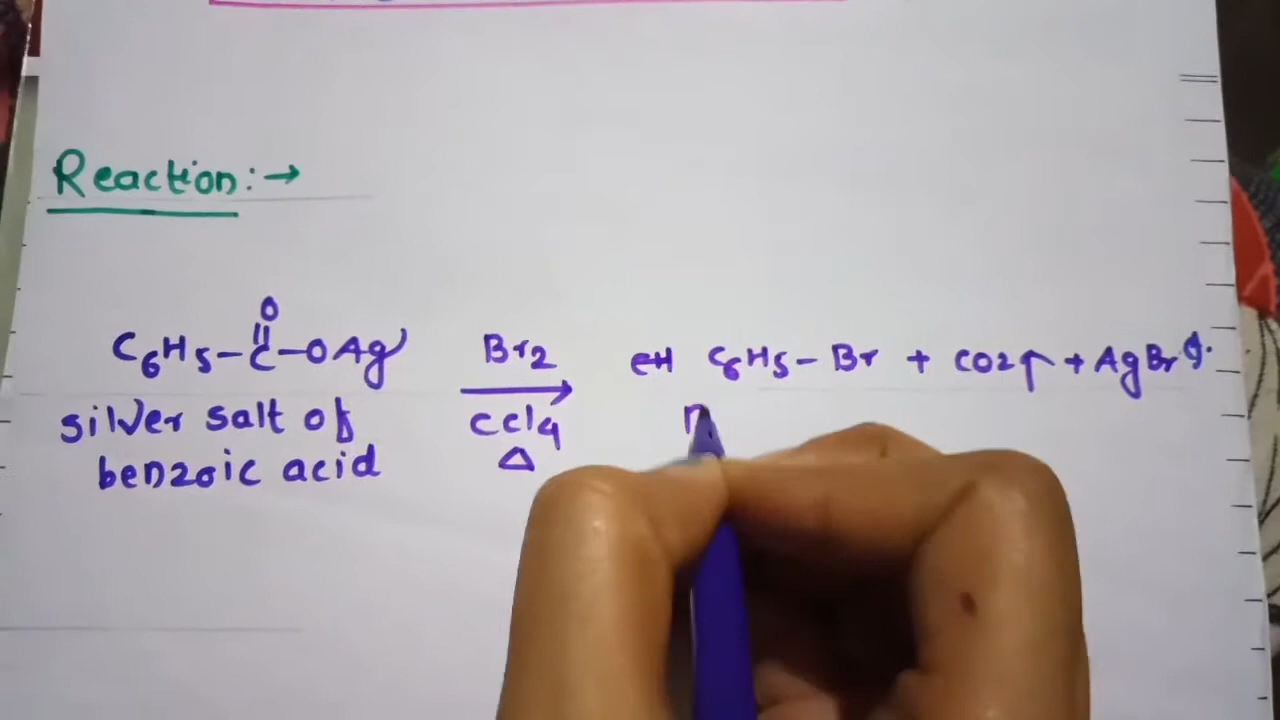 Reaction:→
O
C6H5-C-OAg Br2 C6H5-Br + CO2↑ + AgBr↓.
silver salt of CCl4
benzoic acid Δ